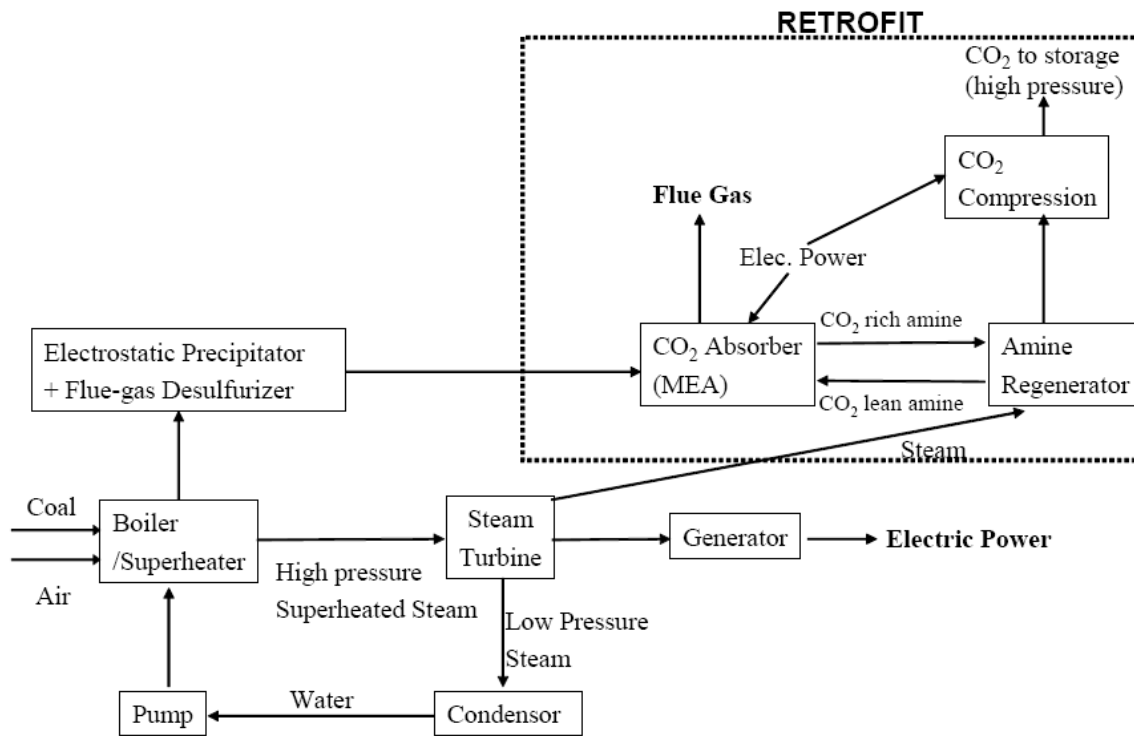 RETROFIT
CO₂ to storage
(high pressure)
CO₂
Compression
Flue Gas
Elec. Power
CO₂ rich amine
Electrostatic Precipitator
+ Flue-gas Desulfurizer
CO₂ Absorber
(MEA)
Amine
Regenerator
CO₂ lean amine
Steam
Coal
Boiler
/Superheater
Air
High pressure
Superheated Steam
Steam
Turbine
Generator
Electric Power
Low Pressure
Steam
Pump
Water
Condensor